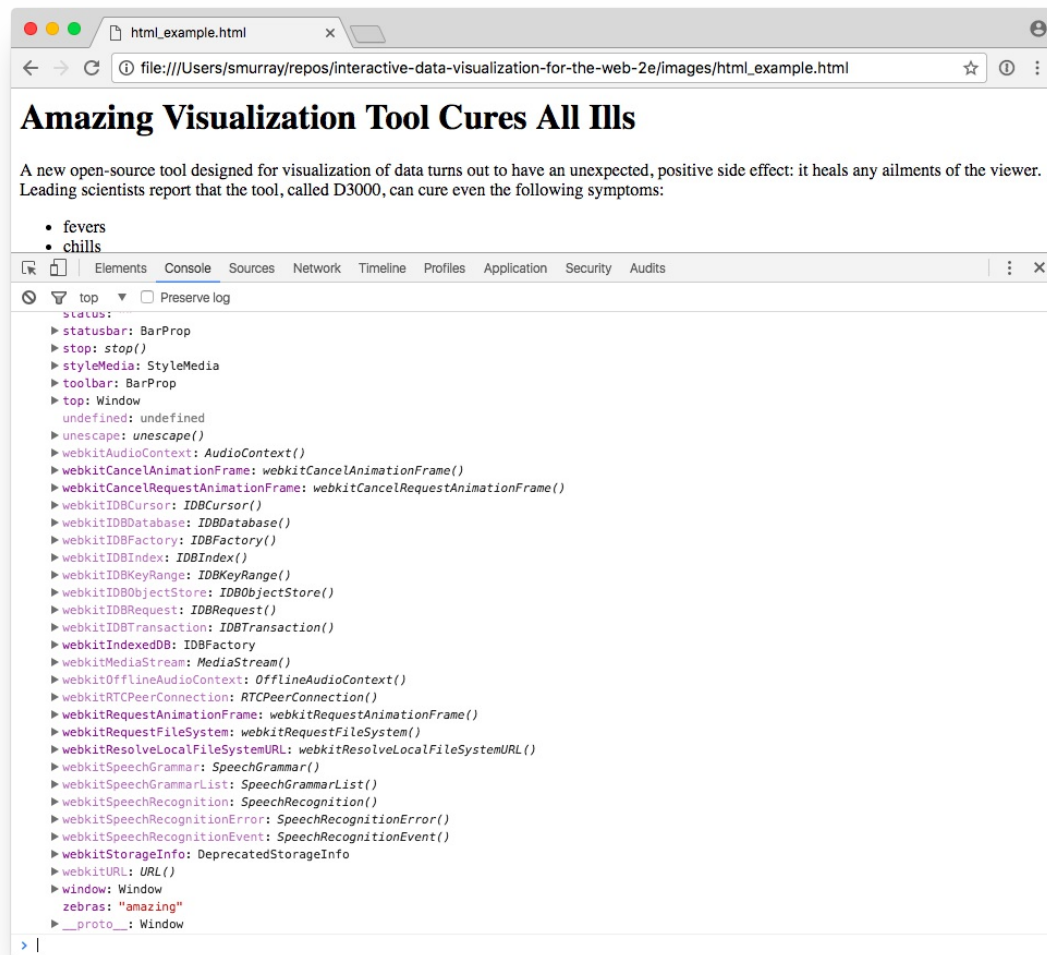 html_example.html
file:///Users/smurray/repos/interactive-data-visualization-for-the-web-2e/images/html_example.html
Amazing Visualization Tool Cures All Ills
A new open-source tool designed for visualization of data turns out to have an unexpected, positive side effect: it heals any ailments of the viewer.
Leading scientists report that the tool, called D3000, can cure even the following symptoms:
• fevers
• chills
Elements Console Sources Network Timeline Profiles Application Security Audits
top ▼ Preserve log
status: ""
▶ statusbar: BarProp
▶ stop: stop()
▶ styleMedia: StyleMedia
▶ toolbar: BarProp
▶ top: Window
undefined: undefined
▶ unescape: unescape()
▶ webkitAudioContext: AudioContext()
▶ webkitCancelAnimationFrame: webkitCancelAnimationFrame()
▶ webkitCancelRequestAnimationFrame: webkitCancelRequestAnimationFrame()
▶ webkitIDBCursor: IDBCursor()
▶ webkitIDBDatabase: IDBDatabase()
▶ webkitIDBFactory: IDBFactory()
▶ webkitIDBIndex: IDBIndex()
▶ webkitIDBKeyRange: IDBKeyRange()
▶ webkitIDBObjectStore: IDBObjectStore()
▶ webkitIDBRequest: IDBRequest()
▶ webkitIDBTransaction: IDBTransaction()
▶ webkitIndexedDB: IDBFactory
▶ webkitMediaStream: MediaStream()
▶ webkitOfflineAudioContext: OfflineAudioContext()
▶ webkitRTCPeerConnection: RTCPeerConnection()
▶ webkitRequestAnimationFrame: webkitRequestAnimationFrame()
▶ webkitRequestFileSystem: webkitRequestFileSystem()
▶ webkitResolveLocalFileSystemURL: webkitResolveLocalFileSystemURL()
▶ webkitSpeechGrammar: SpeechGrammar()
▶ webkitSpeechGrammarList: SpeechGrammarList()
▶ webkitSpeechRecognition: SpeechRecognition()
▶ webkitSpeechRecognitionError: SpeechRecognitionError()
▶ webkitSpeechRecognitionEvent: SpeechRecognitionEvent()
▶ webkitStorageInfo: DeprecatedStorageInfo
▶ webkitURL: URL()
▶ window: Window
zebras: "amazing"
▶ __proto__: Window